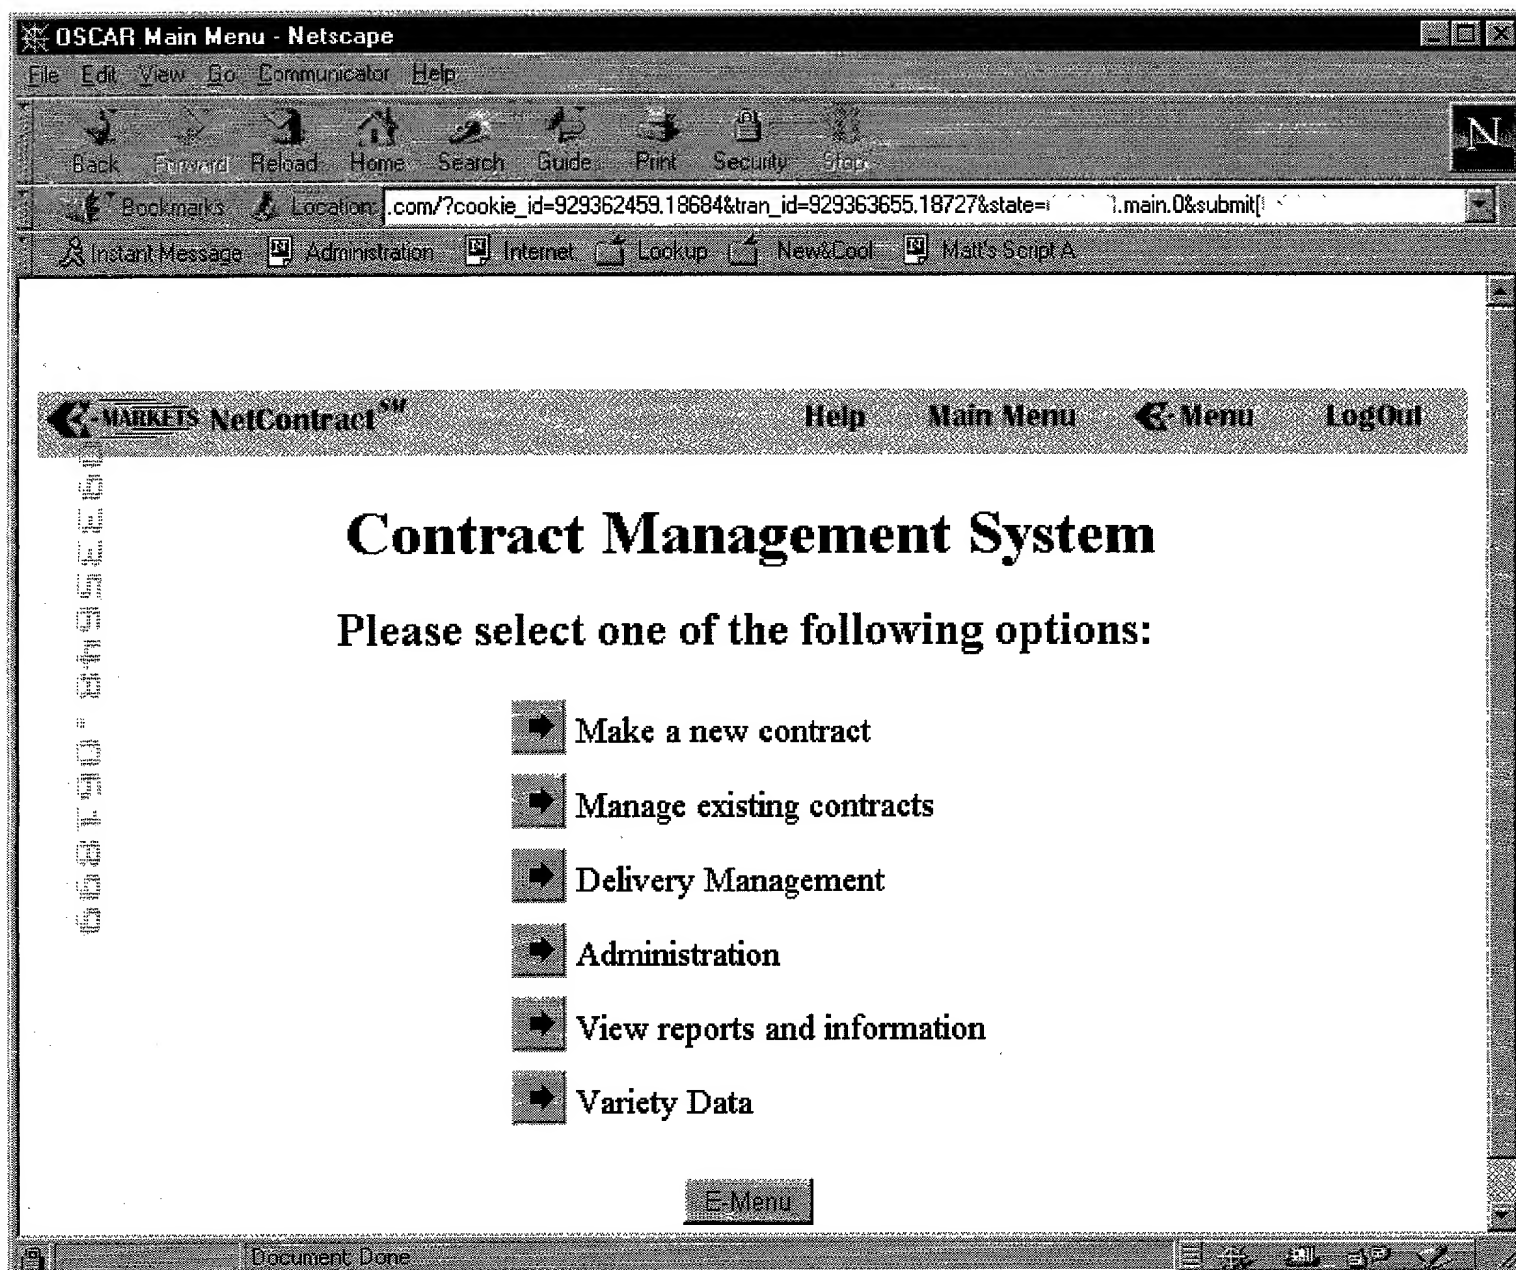 OSCAR Main Menu - Netscape
File Edit View Go Communicator Help
Back Forward Reload Home Search Guide Print Security Stop
N
Bookmarks Location: .com/?cookie_id=929362459.18684&tran_id=929363655.18727&state= .main.0&submit[
Instant Message Administration Internet Lookup New&Cool Matt's Script A
E-MARKETS NetContract SM Help Main Menu E-Menu LogOut
09335648.061899
Contract Management System
Please select one of the following options:
Make a new contract
Manage existing contracts
Delivery Management
Administration
View reports and information
Variety Data
E-Menu
Document: Done